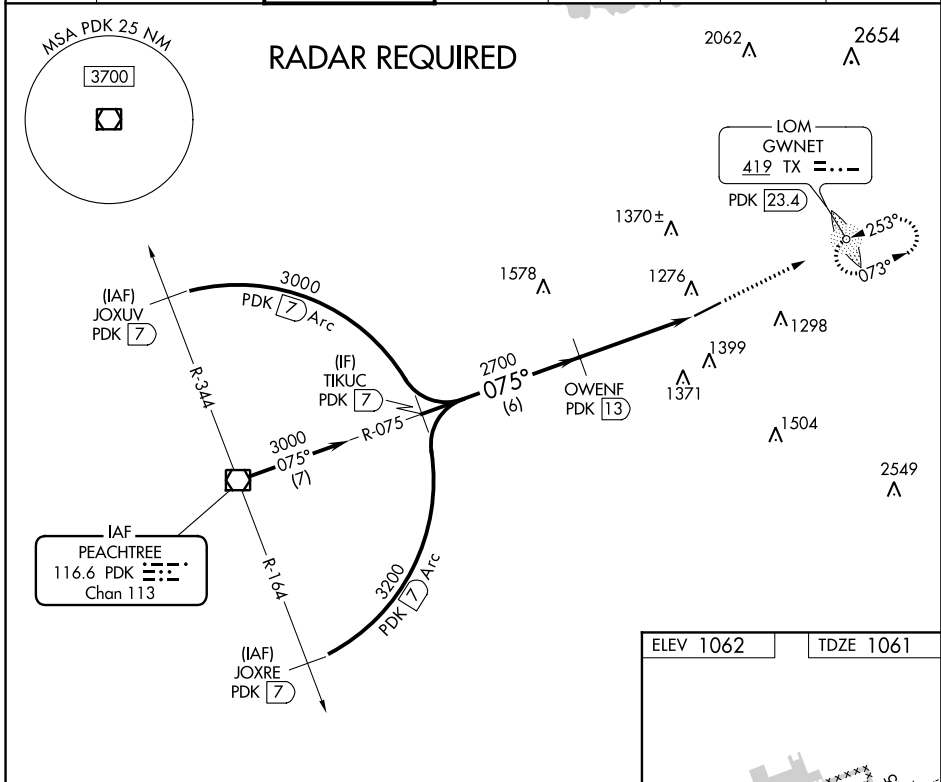 MSA PDK 25 NM
3700
RADAR REQUIRED
2062
2654
LOM
GWNET
419 TX
PDK 23.4
253°
073°
1370±
1578
1276
1298
1399
1371
1504
2549
(IAF)
JOXUV
PDK 7
3000
PDK 7 Arc
(IF)
TIKUC
PDK 7
R-344
2700
075°
(6)
OWENF
PDK 13
R-075
3000
075°
(7)
IAF
PEACHTREE
116.6 PDK
Chan 113
R-164
3200
PDK 7 Arc
(IAF)
JOXRE
PDK 7
ELEV 1062
TDZE 1061